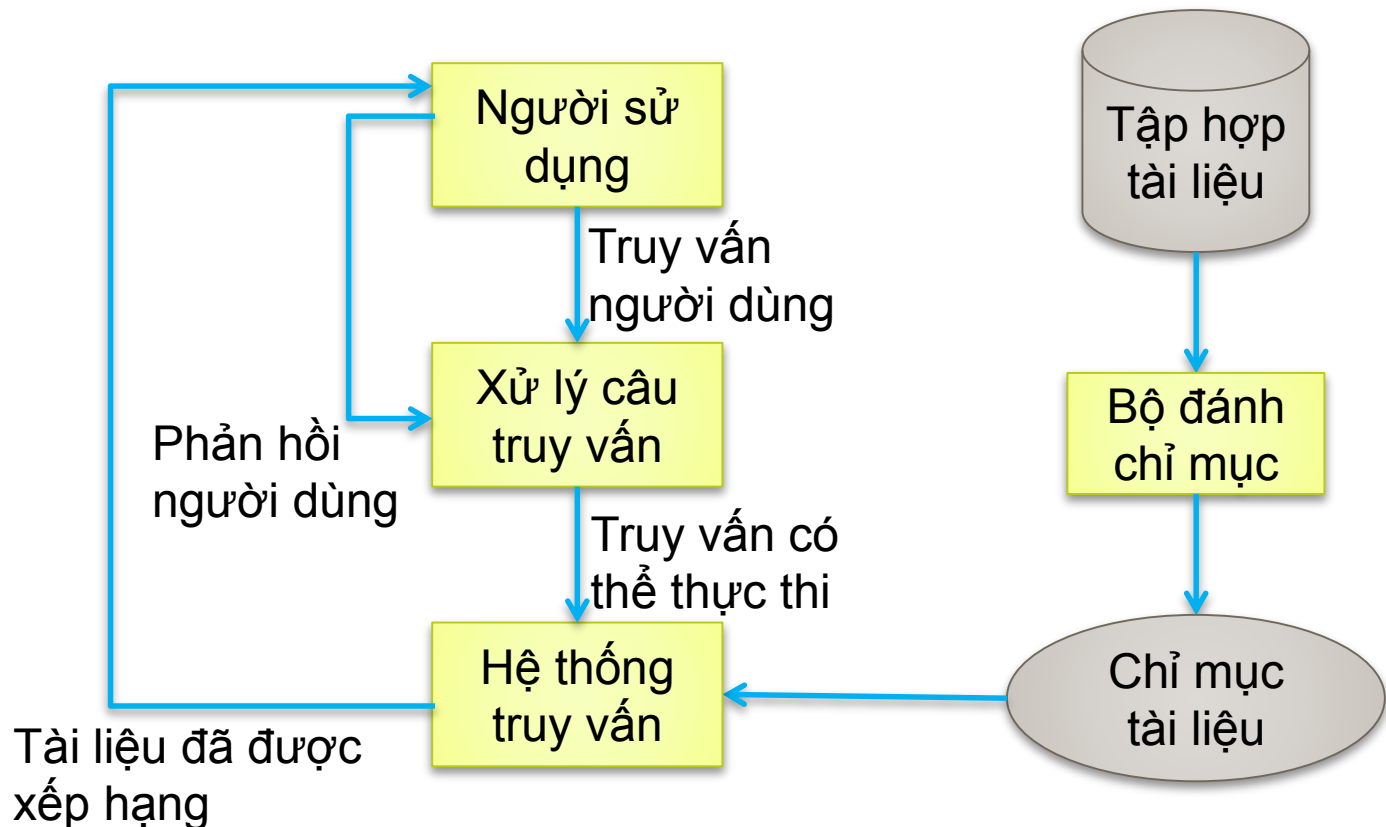 Người sử
dụng
Tập hợp
tài liệu
Truy vấn
người dùng
Xử lý câu
truy vấn
Bộ đánh
chỉ mục
Phản hồi
người dùng
Truy vấn có
thể thực thi
Hệ thống
truy vấn
Chỉ mục
tài liệu
Tài liệu đã được
xếp hạng